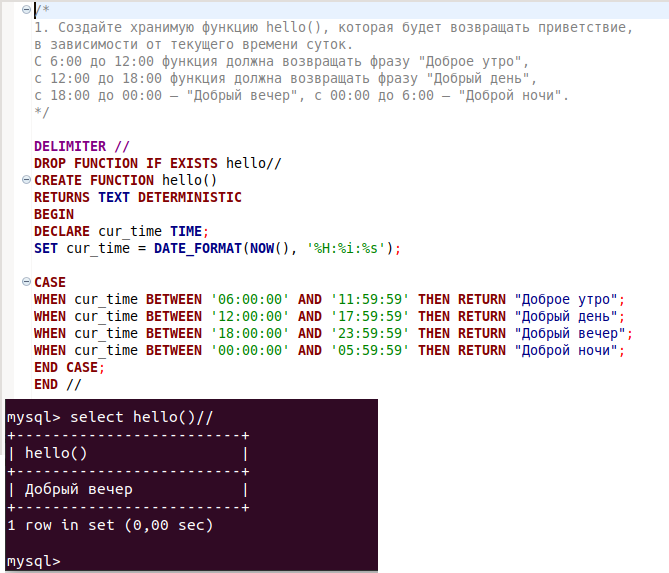 /*
1. Создайте хранимую функцию hello(), которая будет возвращать приветствие,
в зависимости от текущего времени суток.
С 6:00 до 12:00 функция должна возвращать фразу "Доброе утро",
с 12:00 до 18:00 функция должна возвращать фразу "Добрый день",
с 18:00 до 00:00 — "Добрый вечер", с 00:00 до 6:00 — "Доброй ночи".
*/
DELIMITER //
DROP FUNCTION IF EXISTS hello//
CREATE FUNCTION hello()
RETURNS TEXT DETERMINISTIC
BEGIN
DECLARE cur_time TIME;
SET cur_time = DATE_FORMAT(NOW(), '%H:%i:%s');
CASE
WHEN cur_time BETWEEN '06:00:00' AND '11:59:59' THEN RETURN "Доброе утро";
WHEN cur_time BETWEEN '12:00:00' AND '17:59:59' THEN RETURN "Добрый день";
WHEN cur_time BETWEEN '18:00:00' AND '23:59:59' THEN RETURN "Добрый вечер";
WHEN cur_time BETWEEN '00:00:00' AND '05:59:59' THEN RETURN "Доброй ночи";
END CASE;
END //
mysql> select hello()//
+-------------------------+
| hello()                 |
+-------------------------+
| Добрый вечер            |
+-------------------------+
1 row in set (0,00 sec)
mysql>